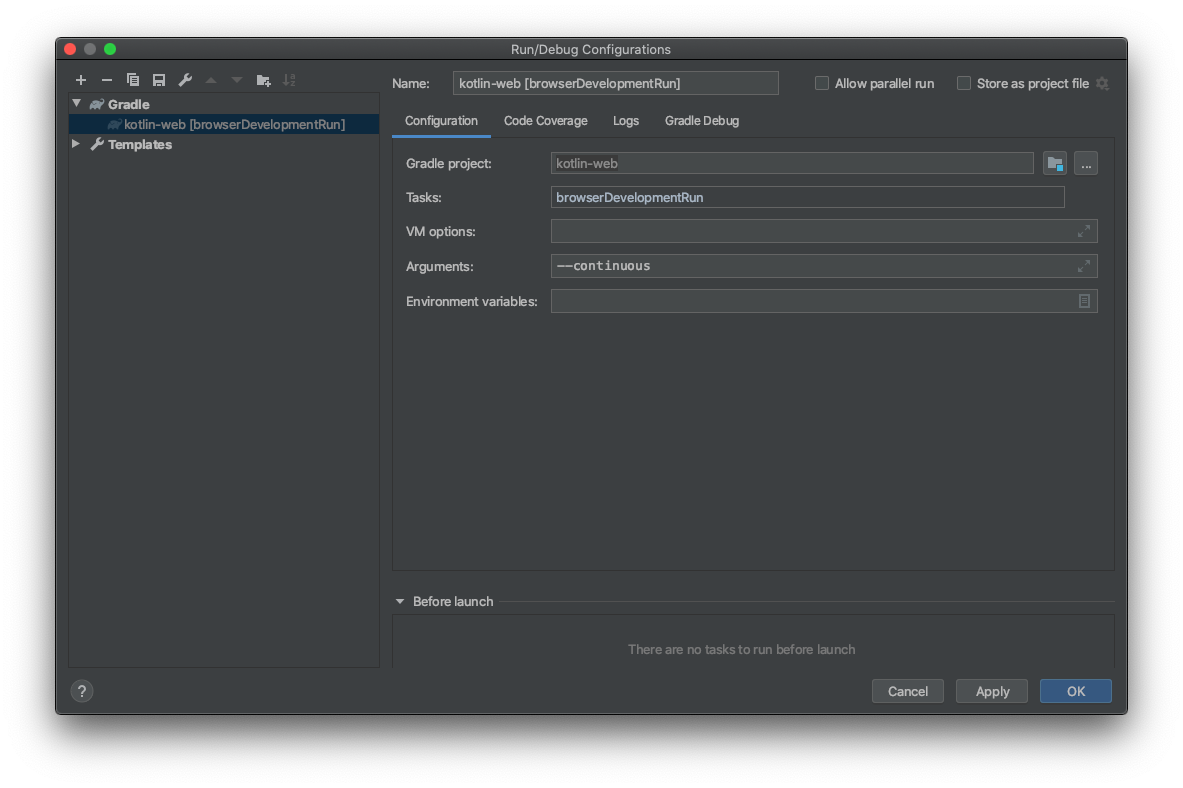 Run/Debug Configurations
Name: kotlin-web [browserDevelopmentRun] Allow parallel run Store as project file
Gradle
kotlin-web [browserDevelopmentRun]
Templates
Configuration Code Coverage Logs Gradle Debug
Gradle project: kotlin-web ...
Tasks: browserDevelopmentRun
VM options:
Arguments: --continuous
Environment variables:
Before launch
There are no tasks to run before launch
? Cancel Apply OK